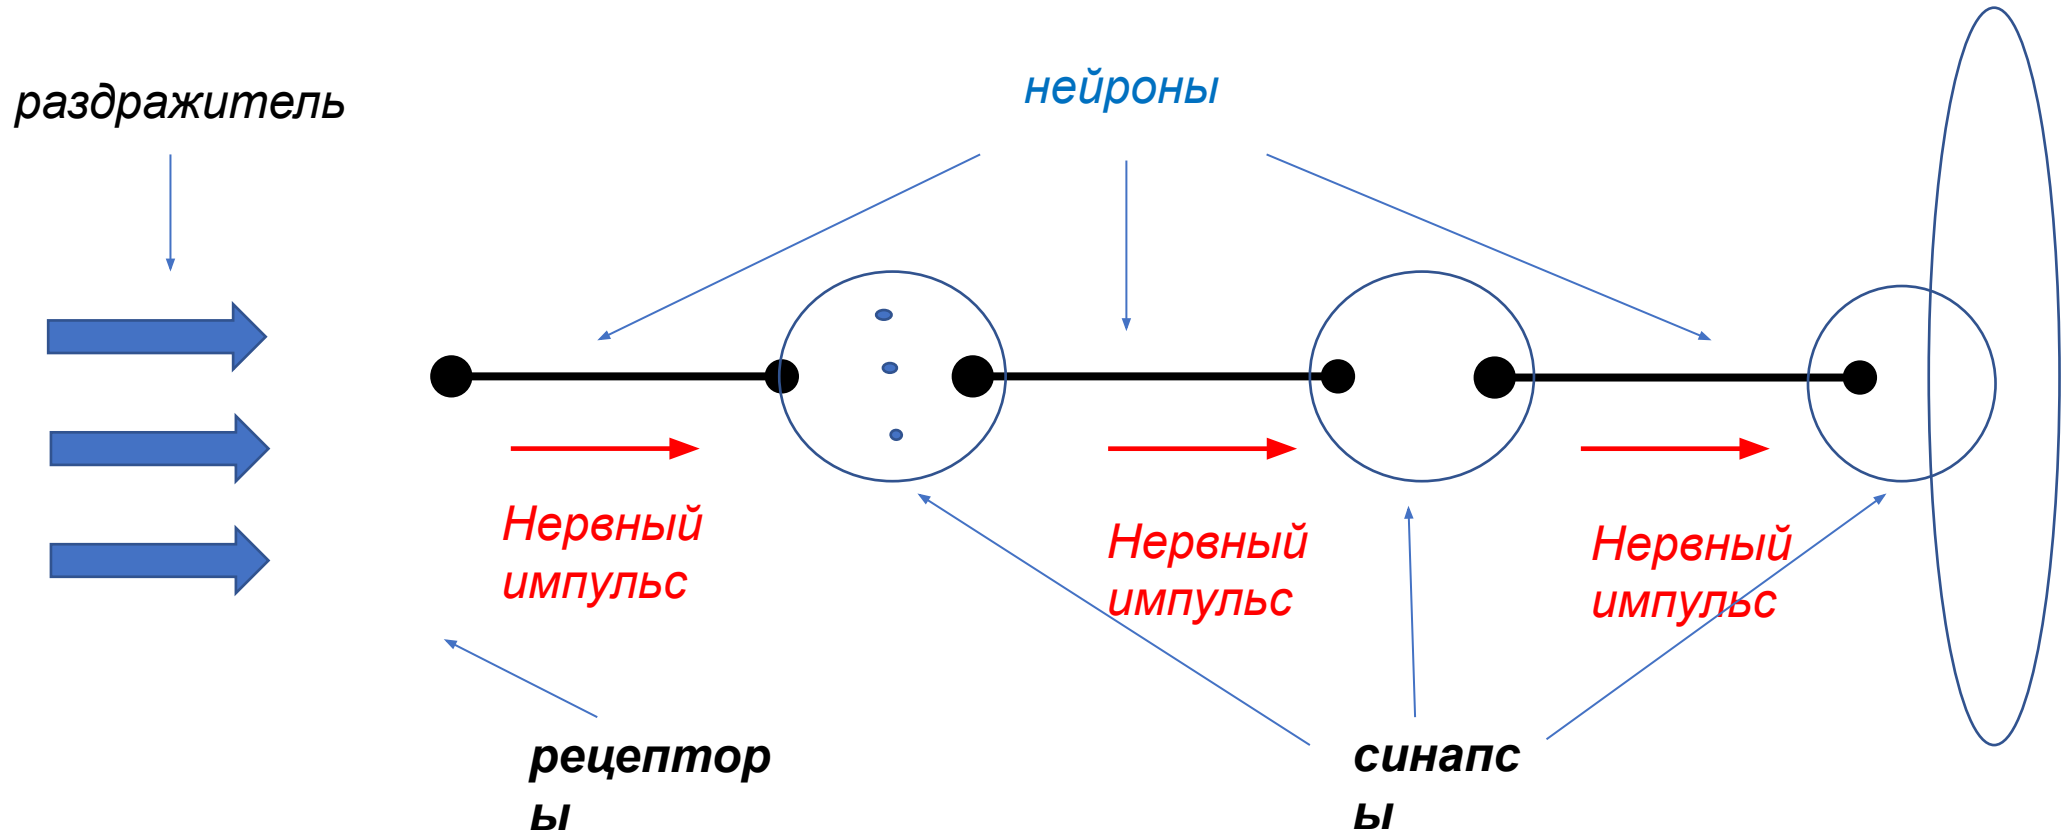 раздражитель
нейроны
Нервный
импульс
Нервный
импульс
Нервный
импульс
рецептор
ы
синапс
ы